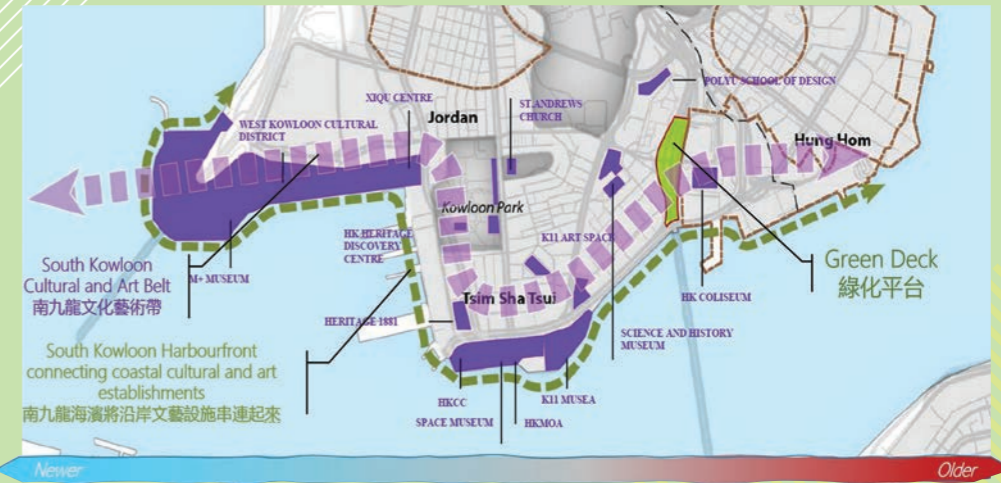 POLYU SCHOOL OF DESIGN
XIQU CENTRE
ST.ANDREWS
CHURCH
Jordan
WEST KOWLOON CULTURAL
DISTRICT
Hung Hom
Kowloon Park
HK HERITAGE
DISCOVERY
CENTRE
K11 ART SPACE
South Kowloon
Cultural and Art Belt
南九龍文化藝術帶
M+ MUSEUM
Green Deck
綠化平台
HK COLISEUM
Tsim Sha Tsui
HERITAGE 1881
SCIENCE AND HISTORY
MUSEUM
South Kowloon Harbourfront
connecting coastal cultural and art
establishments
南九龍海濱將沿岸文藝設施串連起來
HKCC
K11 MUSEA
SPACE MUSEUM
HKMOA
Newer
Older